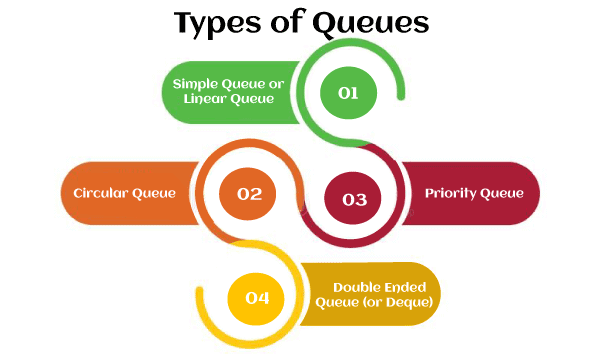 Types of Queues
Simple Queue or
Linear Queue
01
Circular Queue
02
03
Priority Queue
04
Double Ended
Queue (or Deque)